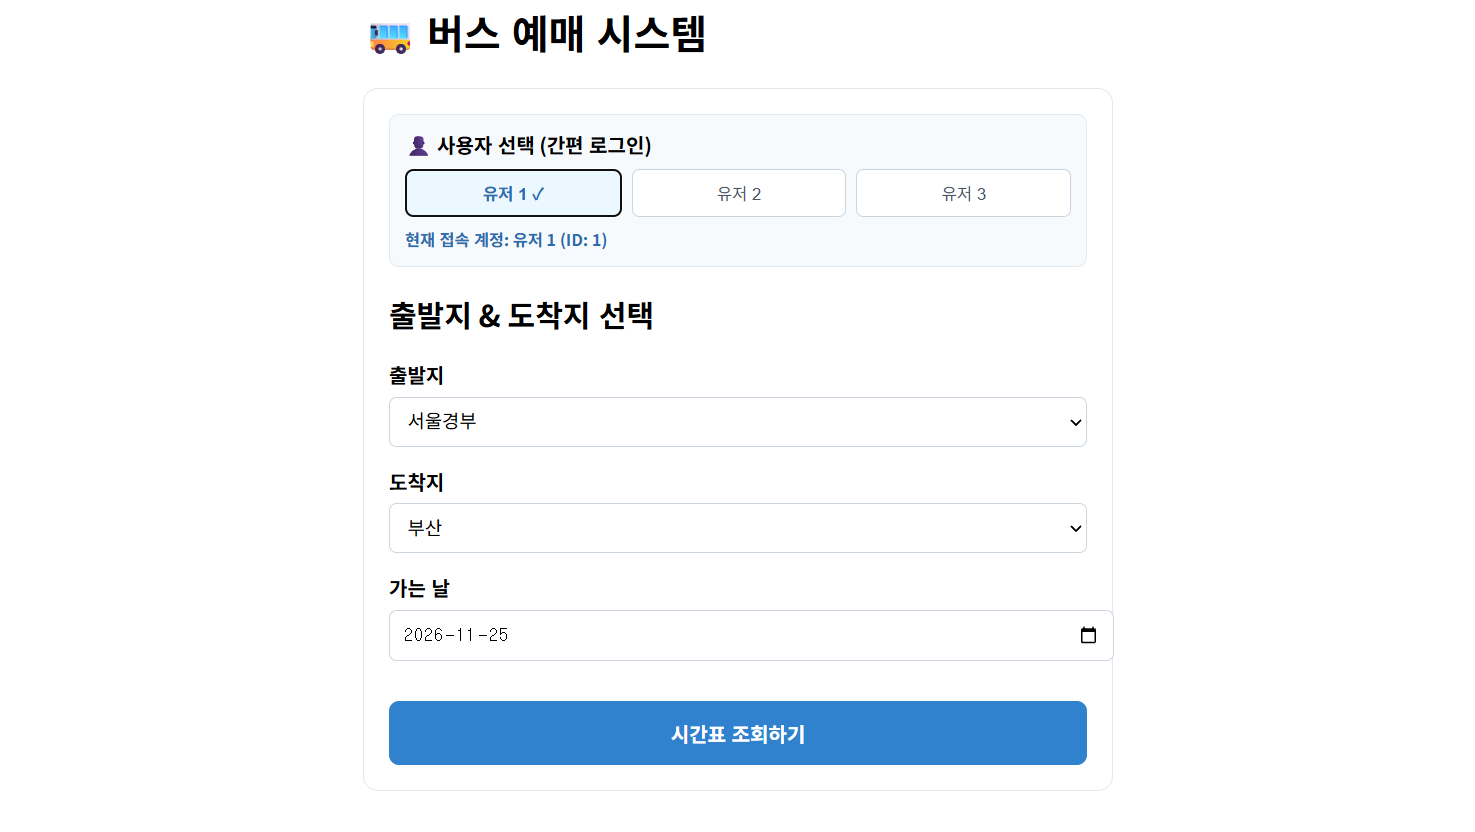 버스 예매 시스템
사용자 선택 (간편 로그인)
유저 1 ✓
유저 2
유저 3
현재 접속 계정: 유저 1 (ID: 1)
출발지 & 도착지 선택
출발지
서울경부
도착지
부산
가는 날
2026-11-25
시간표 조회하기